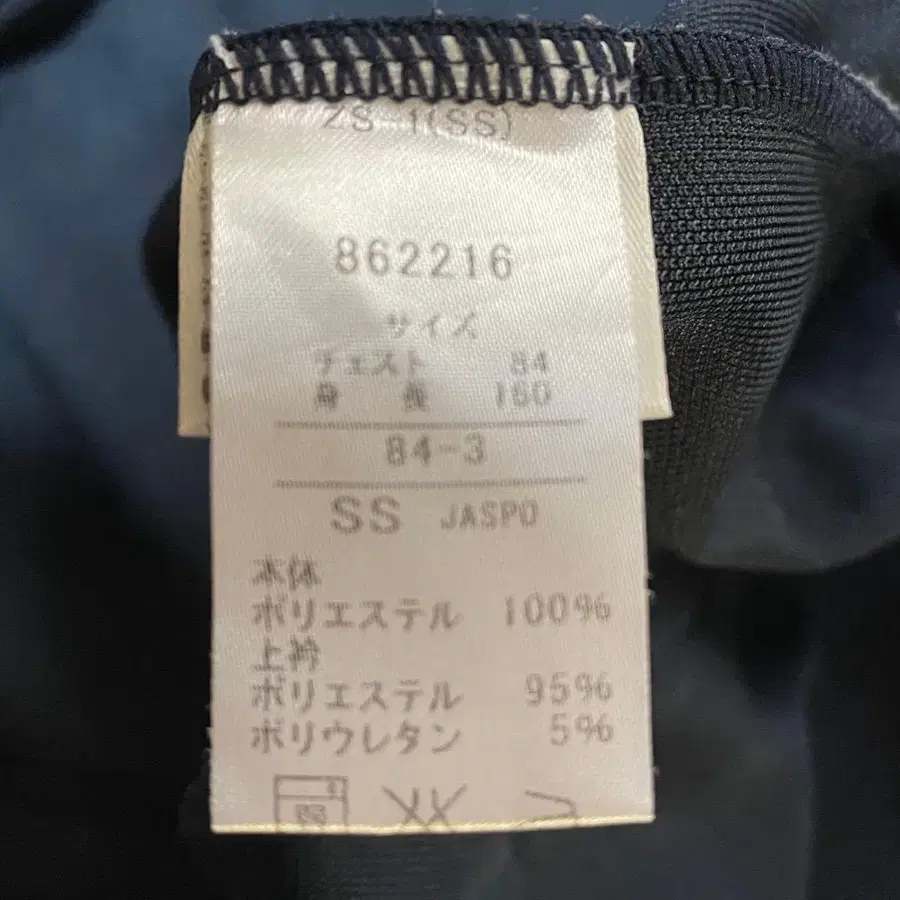 ZS-1(SS)
862216
サイズ
チェスト 84
身長 160
84-3
SS JASPO
本体
ポリエステル 100%
上衿
ポリエステル 95%
ポリウレタン 5%